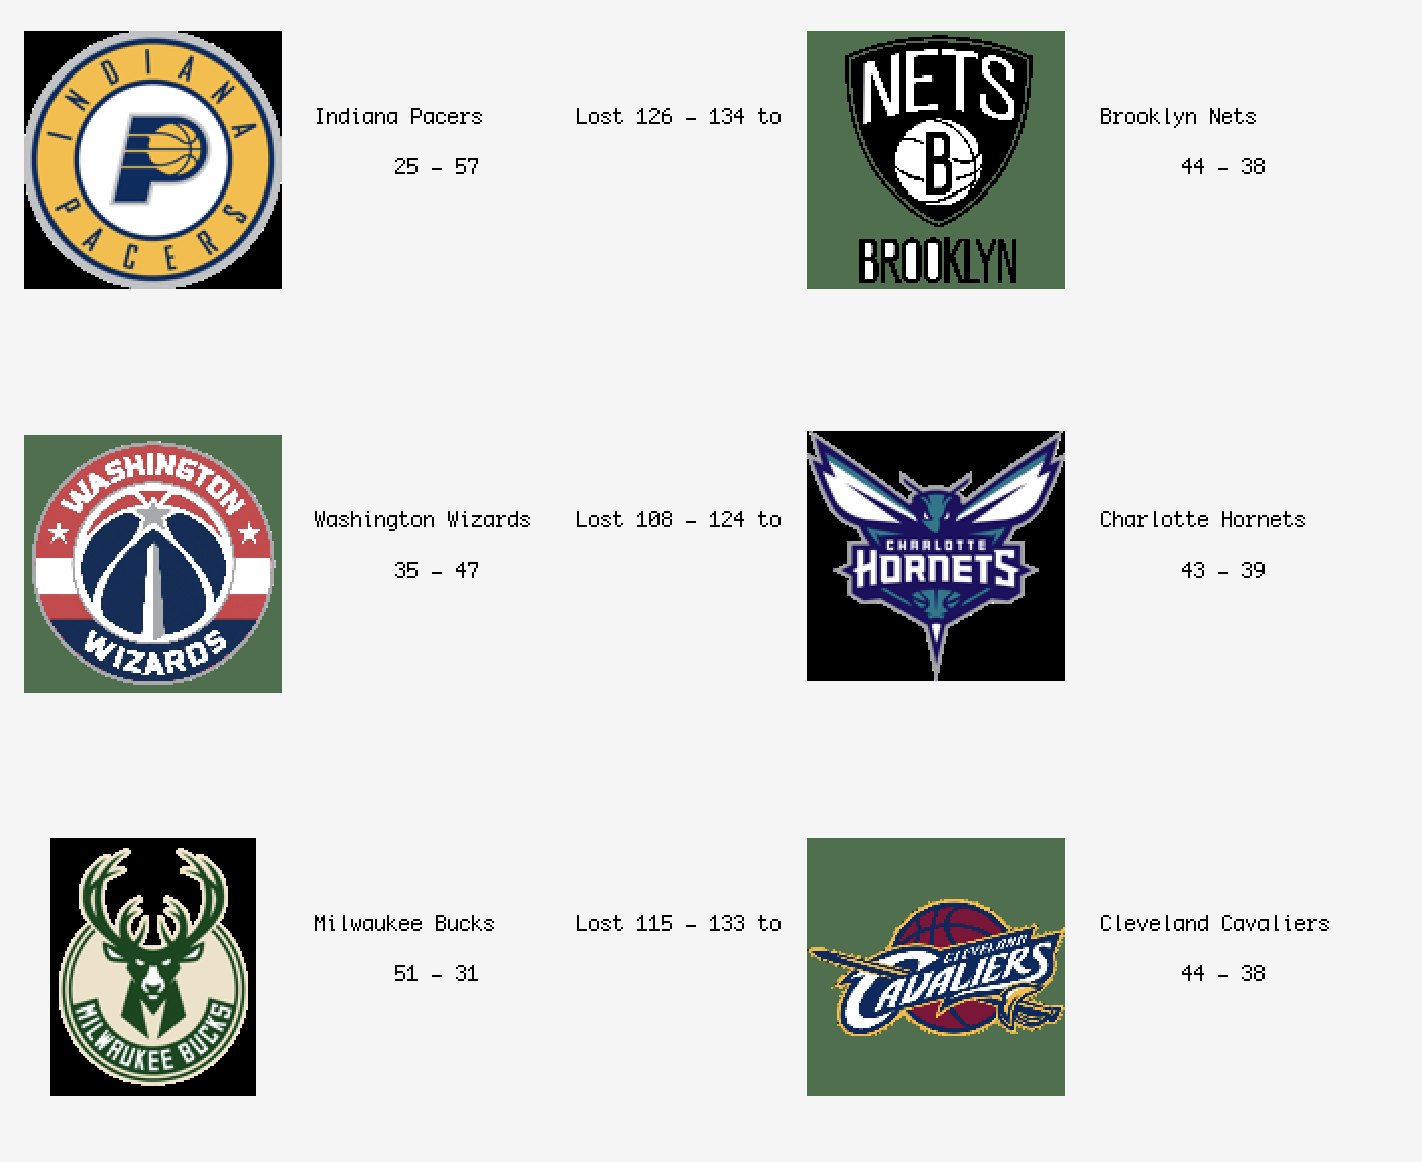 INDIANA PACERS
Indiana Pacers
25 - 57
Lost 126 - 134 to
NETS
B
BROOKLYN
Brooklyn Nets
44 - 38
WASHINGTON
WIZARDS
Washington Wizards
35 - 47
Lost 108 - 124 to
CHARLOTTE
HORNETS
Charlotte Hornets
43 - 39
MILWAUKEE BUCKS
Milwaukee Bucks
51 - 31
Lost 115 - 133 to
CLEVELAND
CAVALIERS
Cleveland Cavaliers
44 - 38